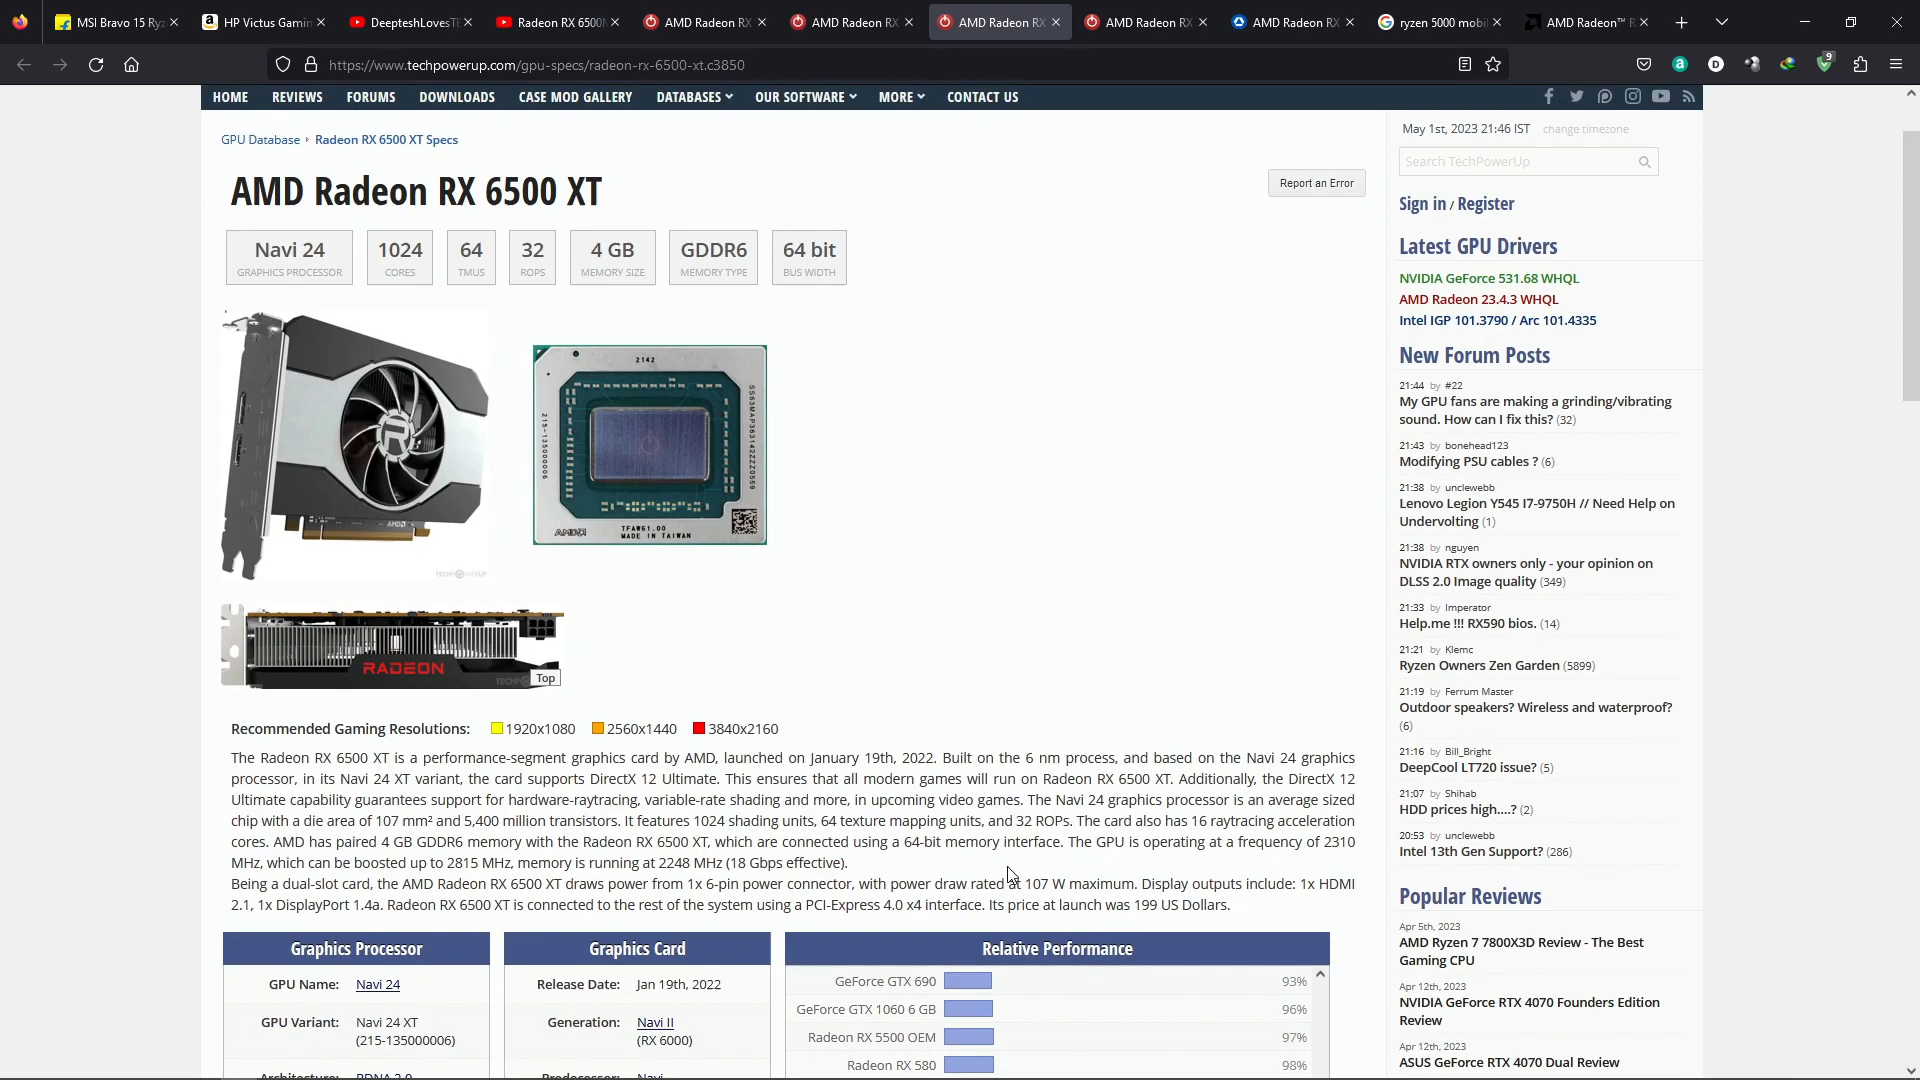 MSI Bravo 15 Ryz
HP Victus Gamin
DeepteshLovesTE
Radeon RX 6500M
AMD Radeon RX
AMD Radeon RX
AMD Radeon RX
AMD Radeon RX
AMD Radeon RX
ryzen 5000 mobil
AMD Radeon™ R
https://www.techpowerup.com/gpu-specs/radeon-rx-6500-xt.c3850
9
HOME REVIEWS FORUMS DOWNLOADS CASE MOD GALLERY DATABASES OUR SOFTWARE MORE CONTACT US
GPU Database Radeon RX 6500 XT Specs
AMD Radeon RX 6500 XT
Report an Error
Navi 24
GRAPHICS PROCESSOR
1024
CORES
64
TMUS
32
ROPS
4 GB
MEMORY SIZE
GDDR6
MEMORY TYPE
64 bit
BUS WIDTH
AMD
TECHPOWERUP
2142
215-135000006
TFAW61.00
MADE IN TAIWAN
AMD
RADEON
Top
Recommended Gaming Resolutions: 1920x1080 2560x1440 3840x2160
The Radeon RX 6500 XT is a performance-segment graphics card by AMD, launched on January 19th, 2022. Built on the 6 nm process, and based on the Navi 24 graphics
processor, in its Navi 24 XT variant, the card supports DirectX 12 Ultimate. This ensures that all modern games will run on Radeon RX 6500 XT. Additionally, the DirectX 12
Ultimate capability guarantees support for hardware-raytracing, variable-rate shading and more, in upcoming video games. The Navi 24 graphics processor is an average sized
chip with a die area of 107 mm² and 5,400 million transistors. It features 1024 shading units, 64 texture mapping units, and 32 ROPs. The card also has 16 raytracing acceleration
cores. AMD has paired 4 GB GDDR6 memory with the Radeon RX 6500 XT, which are connected using a 64-bit memory interface. The GPU is operating at a frequency of 2310
MHz, which can be boosted up to 2815 MHz, memory is running at 2248 MHz (18 Gbps effective).
Being a dual-slot card, the AMD Radeon RX 6500 XT draws power from 1x 6-pin power connector, with power draw rated at 107 W maximum. Display outputs include: 1x HDMI
2.1, 1x DisplayPort 1.4a. Radeon RX 6500 XT is connected to the rest of the system using a PCI-Express 4.0 x4 interface. Its price at launch was 199 US Dollars.
Graphics Processor
GPU Name: Navi 24
GPU Variant: Navi 24 XT
(215-135000006)
Architecture: RDNA 2.0
Graphics Card
Release Date: Jan 19th, 2022
Generation: Navi II
(RX 6000)
Predecessor: Navi
Relative Performance
GeForce GTX 690 93%
GeForce GTX 1060 6 GB 96%
Radeon RX 5500 OEM 97%
Radeon RX 580 98%
May 1st, 2023 21:46 IST change timezone
Search TechPowerUp
Sign in / Register
Latest GPU Drivers
NVIDIA GeForce 531.68 WHQL
AMD Radeon 23.4.3 WHQL
Intel IGP 101.3790 / Arc 101.4335
New Forum Posts
21:44 by #22
My GPU fans are making a grinding/vibrating
sound. How can I fix this? (32)
21:43 by bonehead123
Modifying PSU cables ? (6)
21:38 by unclewebb
Lenovo Legion Y545 I7-9750H // Need Help on
Undervolting (1)
21:38 by nguyen
NVIDIA RTX owners only - your opinion on
DLSS 2.0 Image quality (349)
21:33 by Imperator
Help.me !!! RX590 bios. (14)
21:21 by Klemc
Ryzen Owners Zen Garden (5899)
21:19 by Ferrum Master
Outdoor speakers? Wireless and waterproof?
(6)
21:16 by Bill_Bright
DeepCool LT720 issue? (5)
21:07 by Shihab
HDD prices high....? (2)
20:53 by unclewebb
Intel 13th Gen Support? (286)
Popular Reviews
Apr 5th, 2023
AMD Ryzen 7 7800X3D Review - The Best
Gaming CPU
Apr 12th, 2023
NVIDIA GeForce RTX 4070 Founders Edition
Review
Apr 12th, 2023
ASUS GeForce RTX 4070 Dual Review